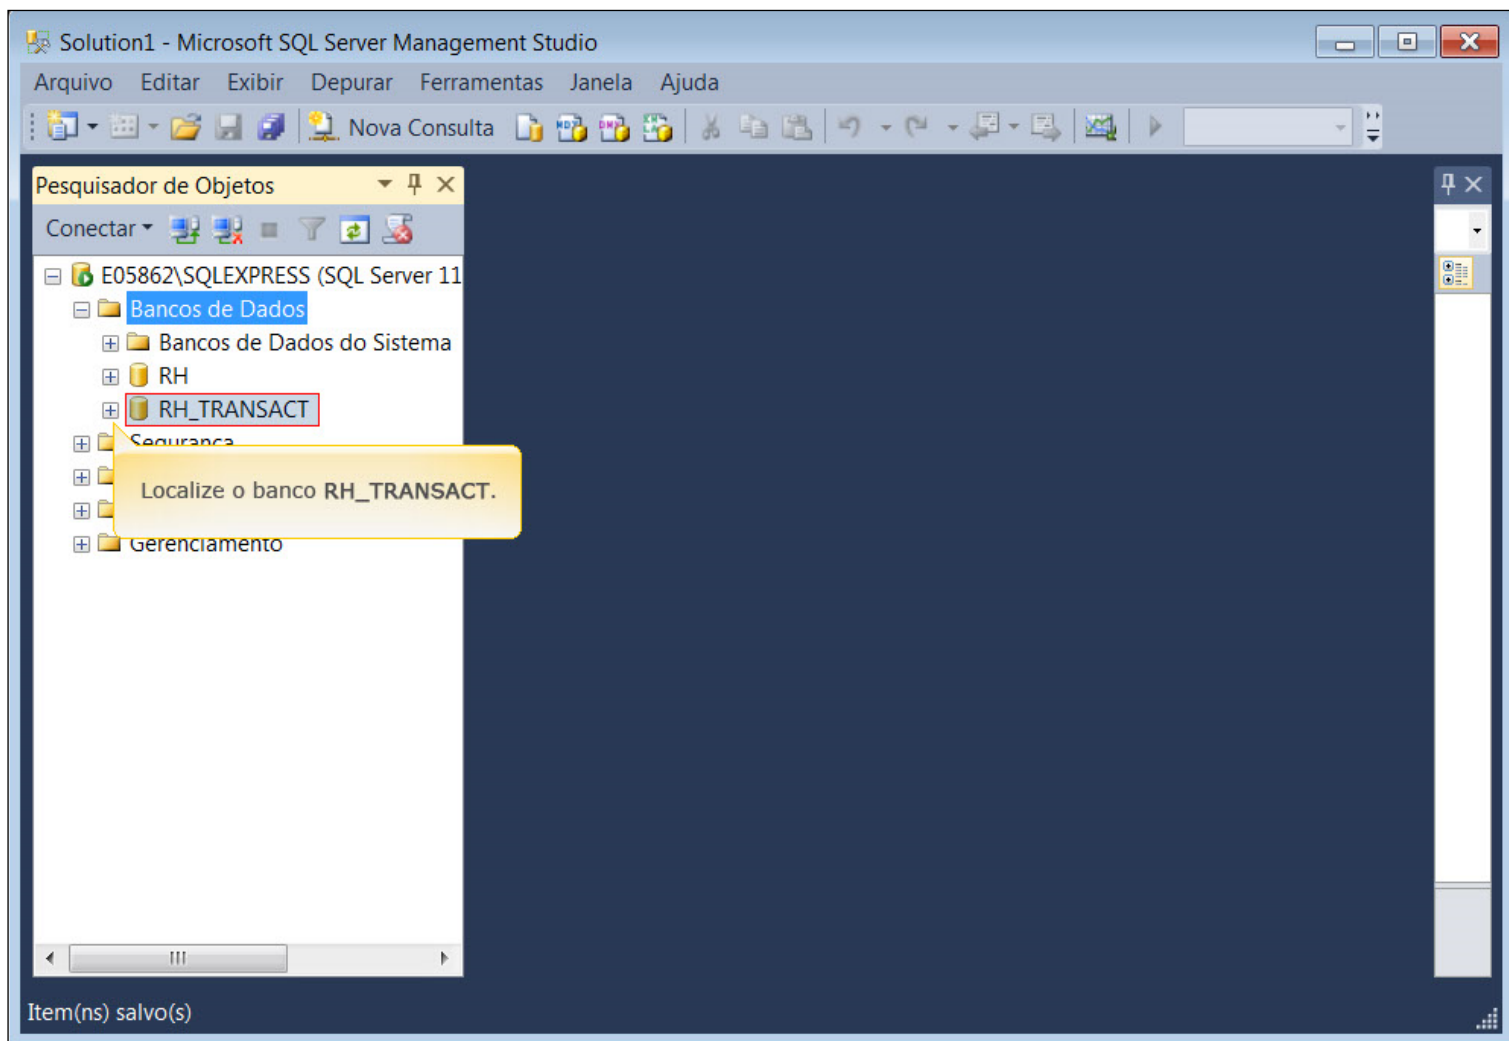 Solution1 - Microsoft SQL Server Management Studio
Arquivo Editar Exibir Depurar Ferramentas Janela Ajuda
Nova Consulta
Pesquisador de Objetos
Conectar
E05862\SQLEXPRESS (SQL Server 11
Bancos de Dados
Bancos de Dados do Sistema
RH
RH_TRANSACT
Segurança
Localize o banco RH_TRANSACT.
Gerenciamento
Item(ns) salvo(s)